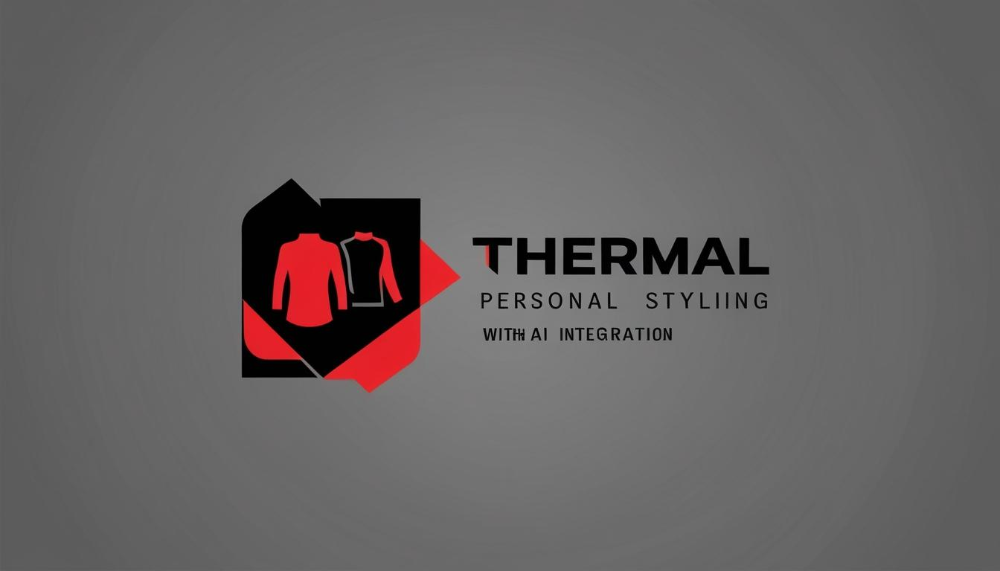 THERMAL
PERSONAL STYLIING
WITH AI INTEGRATION